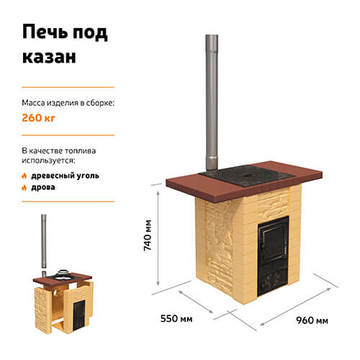 Печь под
казан
Масса изделия в сборке:
260 кг
В качестве топлива
используется:
древесный уголь
дрова
740 мм
550 мм
960 мм